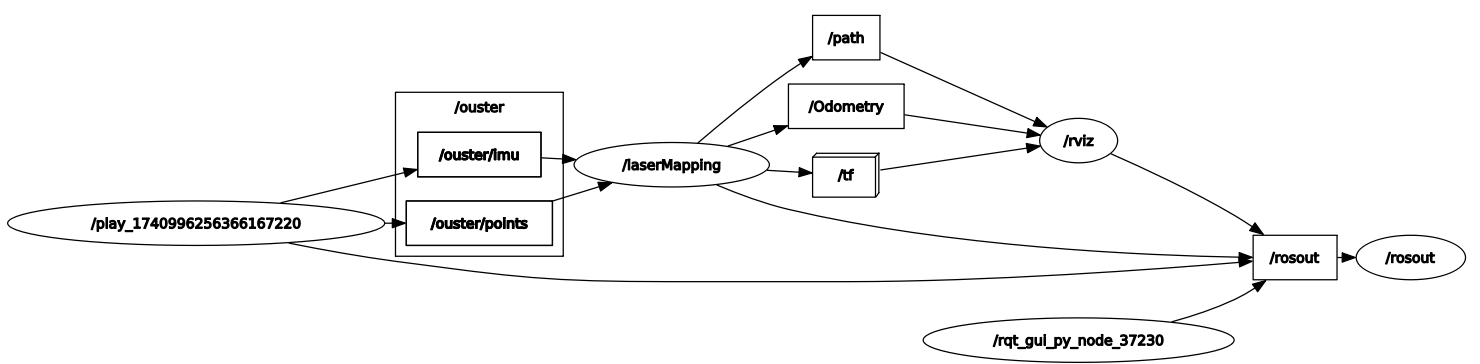 /path
/ouster
/Odometry
/ouster/imu
/rviz
/laserMapping
/tf
/play_1740996256366167220
/ouster/points
/rosout
/rosout
/rqt_gui_py_node_37230